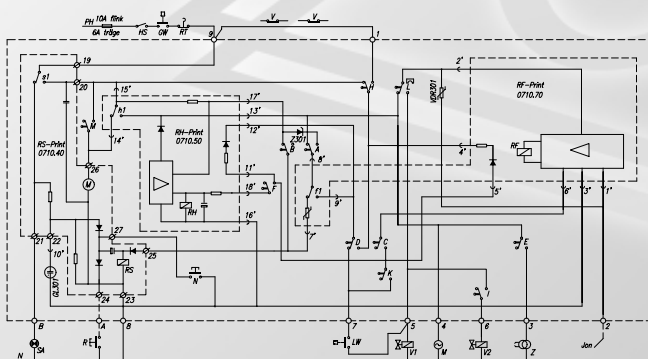 PH 10A flink
6A träge
HS GW RT
V V
9 1
19
s1
20
15'
h1
M
14'
RS-Print
0710.40
RH-Print
0710.50
17'
13'
12'
11'
18'
16'
RH
F
Z301
B A
8'
f1
9'
7'
H
L
2'
VDR301
RF-Print
0710.70
RF
4'
5'
6' 3' 1'
26
M
27
21 22
10'
GL301
25
RS
24 23
N
D C
K
E
I
B A 8 7 5 4 6 3 2
N SA
R
LW
V1
M
V2
Z
Jon